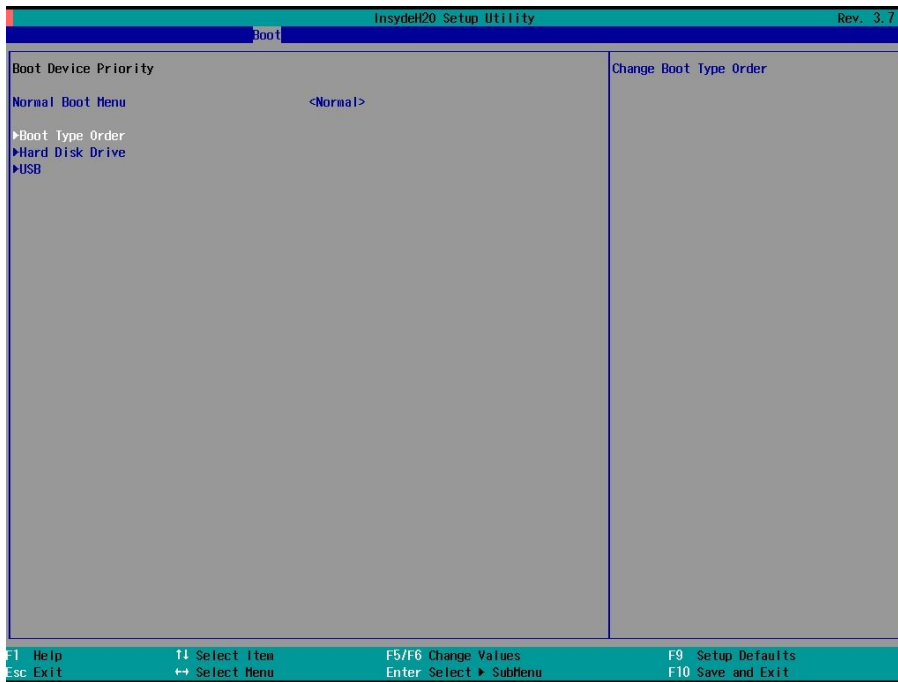 InsydeH20 Setup Utility Rev. 3.7
Boot
Boot Device Priority
Normal Boot Menu <Normal>
▶Boot Type Order
▶Hard Disk Drive
▶USB
Change Boot Type Order
F1 Help ↑↓ Select Item F5/F6 Change Values F9 Setup Defaults
Esc Exit ↔ Select Menu Enter Select ▶ SubMenu F10 Save and Exit